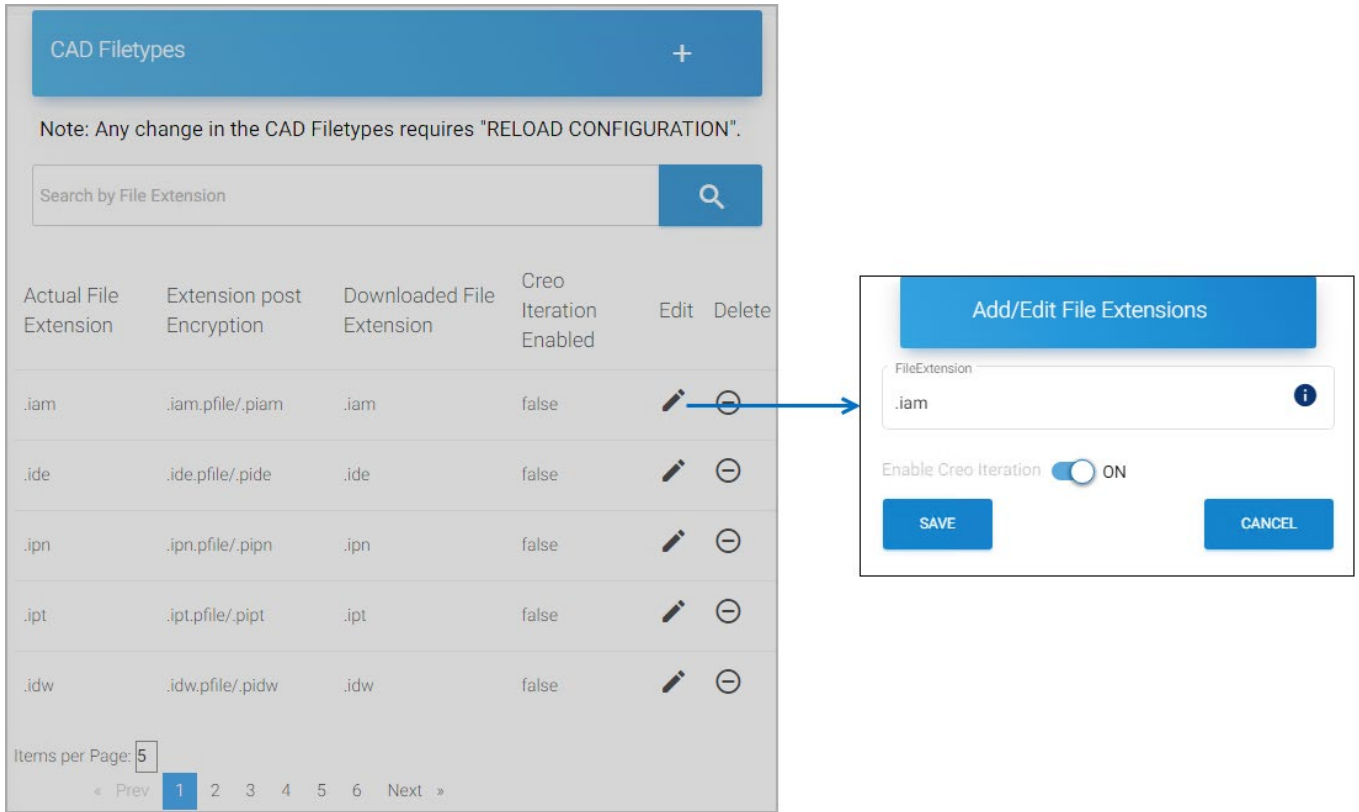 CAD Filetypes +
Note: Any change in the CAD Filetypes requires "RELOAD CONFIGURATION".
Search by File Extension
Actual File Extension Extension post Encryption Downloaded File Extension Creo Iteration Enabled Edit Delete
.iam .iam.pfile/.piam .iam false
.ide .ide.pfile/.pide .ide false
.ipn .ipn.pfile/.pipn .ipn false
.ipt .ipt.pfile/.pipt .ipt false
.idw .idw.pfile/.pidw .idw false
Items per Page: 5
« Prev 1 2 3 4 5 6 Next »
Add/Edit File Extensions
FileExtension
.iam
Enable Creo Iteration ON
SAVE CANCEL